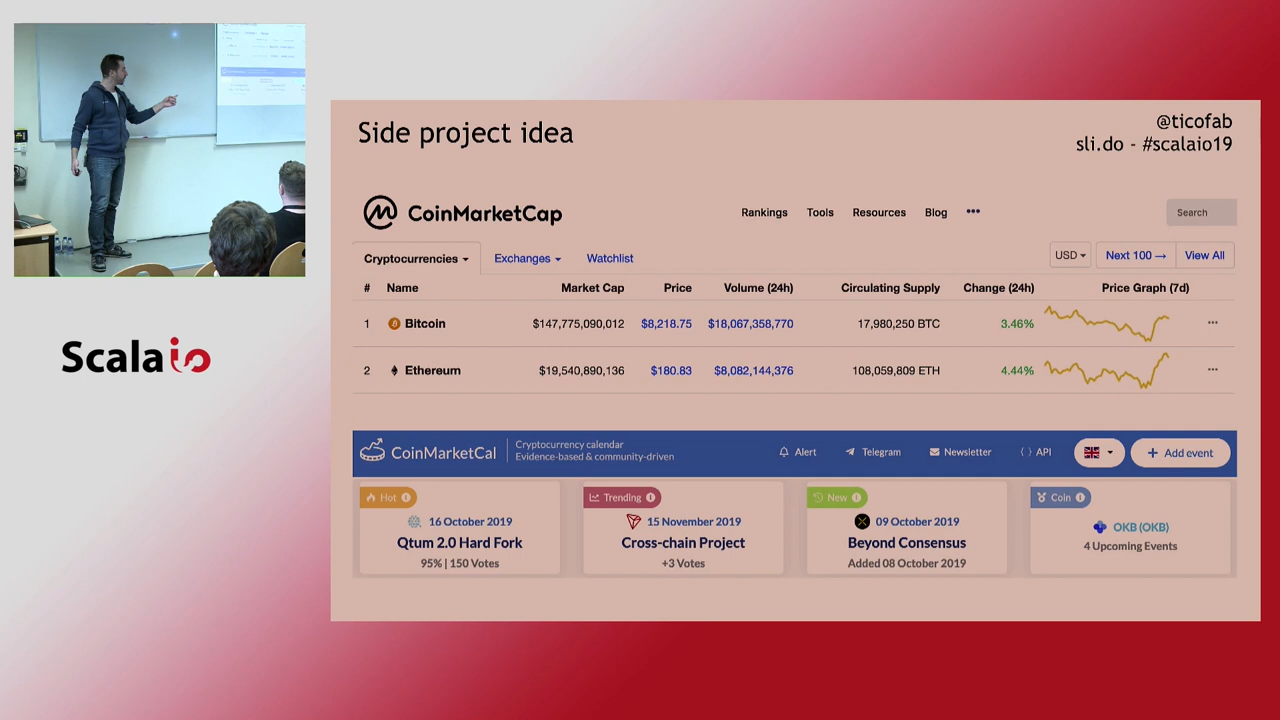 Side project idea
@ticofab
sli.do - #scalaio19
CoinMarketCap
Rankings Tools Resources Blog •••
Search
Cryptocurrencies Exchanges Watchlist
USD Next 100 → View All
# Name Market Cap Price Volume (24h) Circulating Supply Change (24h) Price Graph (7d)
1 Bitcoin $147,775,090,012 $8,218.75 $18,067,358,770 17,980,250 BTC 3.46% ...
2 Ethereum $19,540,890,136 $180.83 $8,082,144,376 108,059,809 ETH 4.44% ...
Scala io
CoinMarketCal
Cryptocurrency calendar
Evidence-based & community-driven
Alert Telegram Newsletter API
+ Add event
Hot
16 October 2019
Qtum 2.0 Hard Fork
95% | 150 Votes
Trending
15 November 2019
Cross-chain Project
+3 Votes
New
09 October 2019
Beyond Consensus
Added 08 October 2019
Coin
OKB (OKB)
4 Upcoming Events